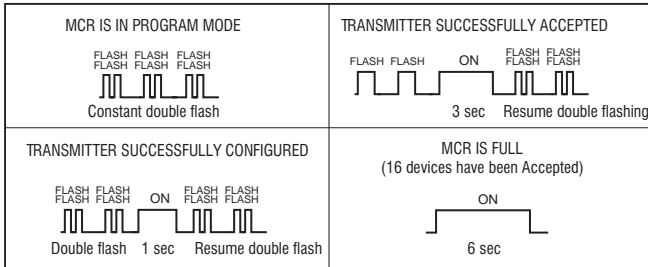 MCR IS IN PROGRAM MODE
FLASH FLASH FLASH
FLASH FLASH FLASH
Constant double flash
TRANSMITTER SUCCESSFULLY ACCEPTED
FLASH FLASH
FLASH FLASH ON FLASH FLASH
3 sec Resume double flashing
TRANSMITTER SUCCESSFULLY CONFIGURED
FLASH FLASH FLASH FLASH
FLASH FLASH ON FLASH FLASH
Double flash 1 sec Resume double flash
MCR IS FULL
(16 devices have been Accepted)
ON
6 sec